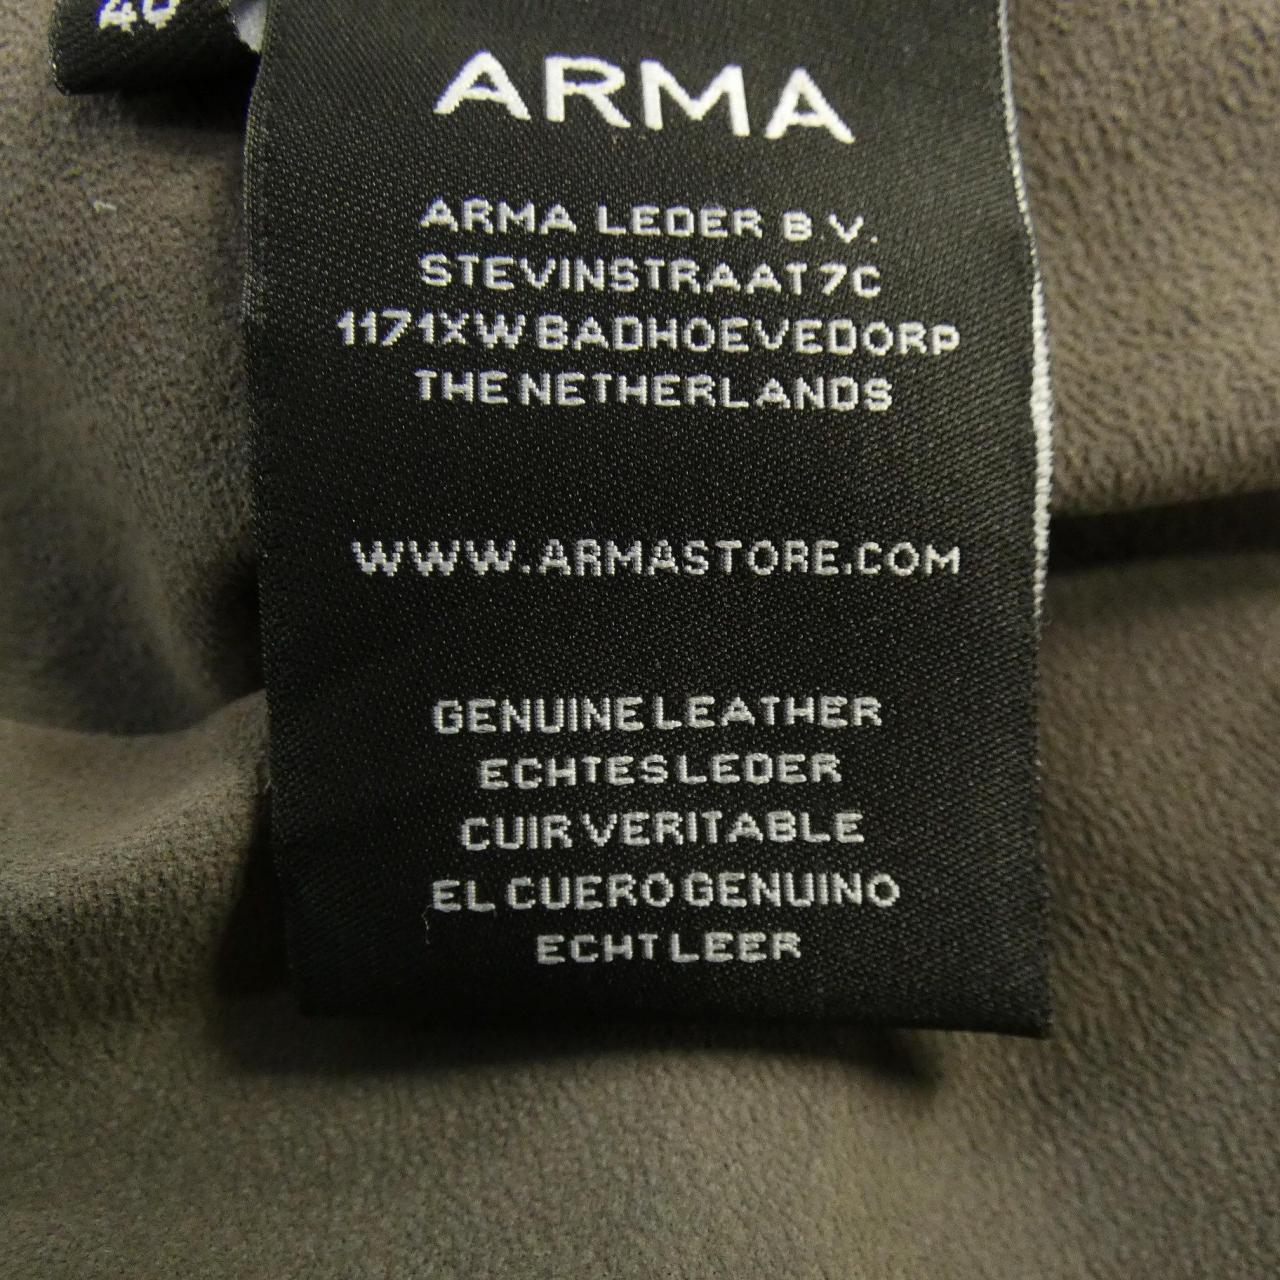 40
ARMA
ARMA LEDER B.V.
STEVINSTRAAT 7C
1171XW BADHOEVEDORP
THE NETHERLANDS
WWW.ARMASTORE.COM
GENUINE LEATHER
ECHTES LEDER
CUIR VERITABLE
EL CUERO GENUINO
ECHT LEER